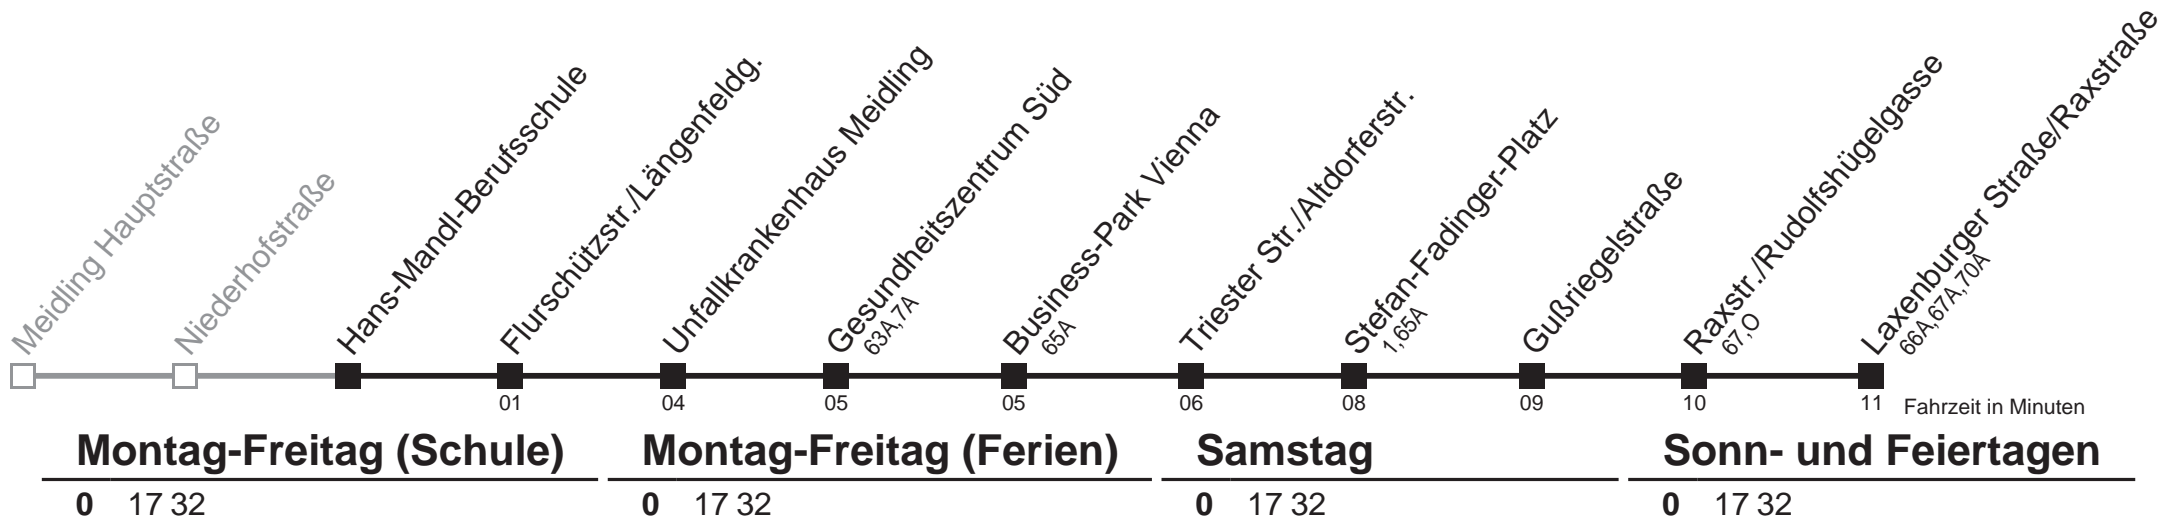 Meidling Hauptstraße
Niederhofstraße
Hans-Mandl-Berufsschule
Flurschützstr./Längenfeldg.
Unfallkrankenhaus Meidling
Gesundheitszentrum Süd
63A,7A
Business-Park Vienna
65A
Triester Str./Altdorferstr.
Stefan-Fadinger-Platz
1,65A
Gußriegelstraße
Raxstr./Rudolfshügelgasse
67,O
Laxenburger Straße/Raxstraße
66A,67A,70A
01 04 05 05 06 08 09 10 11 Fahrzeit in Minuten
Montag-Freitag (Schule) Montag-Freitag (Ferien) Samstag Sonn- und Feiertagen
0 17 32 0 17 32 0 17 32 0 17 32